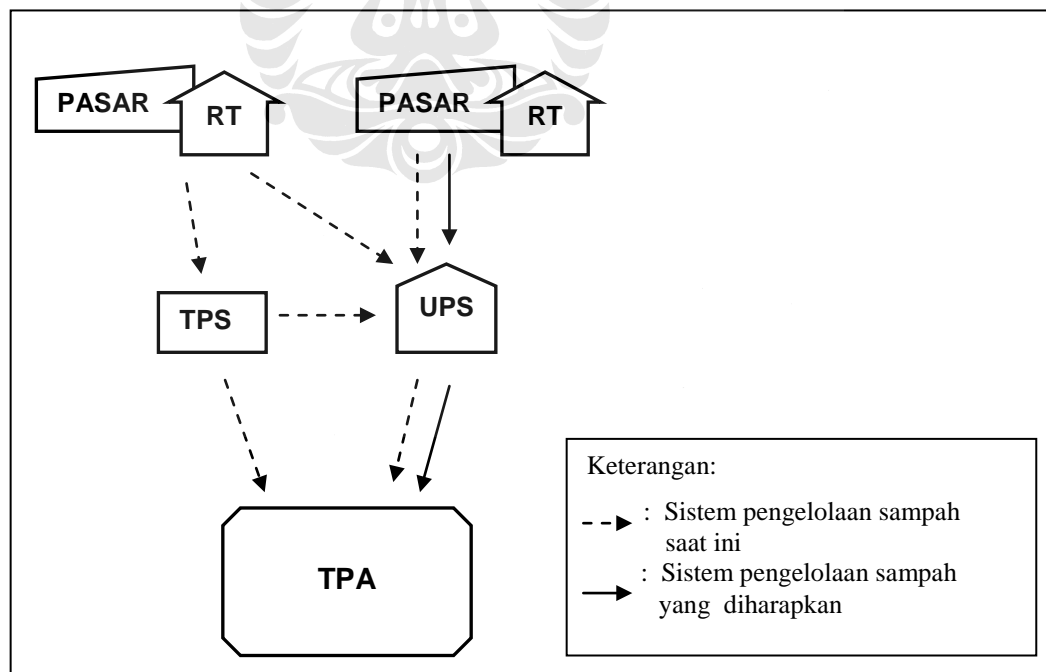 PASAR
RT
PASAR
RT
TPS
UPS
TPA
Keterangan:
: Sistem pengelolaan sampah
saat ini
: Sistem pengelolaan sampah
yang diharapkan